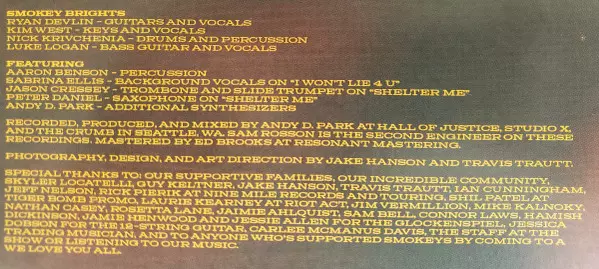 SMOKEY BRIGHTS
RYAN DEVLIN - GUITARS AND VOCALS
KIM WEST - KEYS AND VOCALS
NICK KRIVCHENIA - DRUMS AND PERCUSSION
LUKE LOGAN - BASS GUITAR AND VOCALS
FEATURING
AARON BENSON - PERCUSSION
SABRINA ELLIS - BACKGROUND VOCALS ON "I WON'T LIE 4 U"
JASON CRESSEY - TROMBONE AND SLIDE TRUMPET ON "SHELTER ME"
PETER DANIEL - SAXOPHONE ON "SHELTER ME"
ANDY D. PARK - ADDITIONAL SYNTHESIZERS
RECORDED, PRODUCED, AND MIXED BY ANDY D. PARK AT HALL OF JUSTICE, STUDIO X,
AND THE CRUMB IN SEATTLE, WA. SAM ROSSON IS THE SECOND ENGINEER ON THESE
RECORDINGS. MASTERED BY ED BROOKS AT RESONANT MASTERING.
PHOTOGRAPHY, DESIGN, AND ART DIRECTION BY JAKE HANSON AND TRAVIS TRAUTT.
SPECIAL THANKS TO: OUR SUPPORTIVE FAMILIES, OUR INCREDIBLE COMMUNITY,
SKYLER LOCATELLI, GUY KELTNER, JAKE HANSON, TRAVIS TRAUTT, IAN CUNNINGHAM,
JEFF NELSON, RICK PIERIK AT NINE MILE RECORDS AND TOURING, SHIL PATEL AT
TIGER BOMB PROMO, LAURIE KEARNEY AT RIOT ACT, JIM VERMILLION, MIKE KALNOKY,
NATHAN CASEY, ROSETTA LANE, JAIMIE AHLQUIST, SAM BELL, CONNOR LAWS, HAMISH
DICKINSON, JAMIE HENWOOD AND JESSIE ALLEN FOR THE GLOCKENSPIEL, JESSICA
DOBSON FOR THE 12-STRING GUITAR, CARLEE MCMANUS DAVIS, THE STAFF AT THE
TRADING MUSICIAN, AND TO ANYONE WHO'S SUPPORTED SMOKEYS BY COMING TO A
SHOW OR LISTENING TO OUR MUSIC.
WE LOVE YOU ALL.